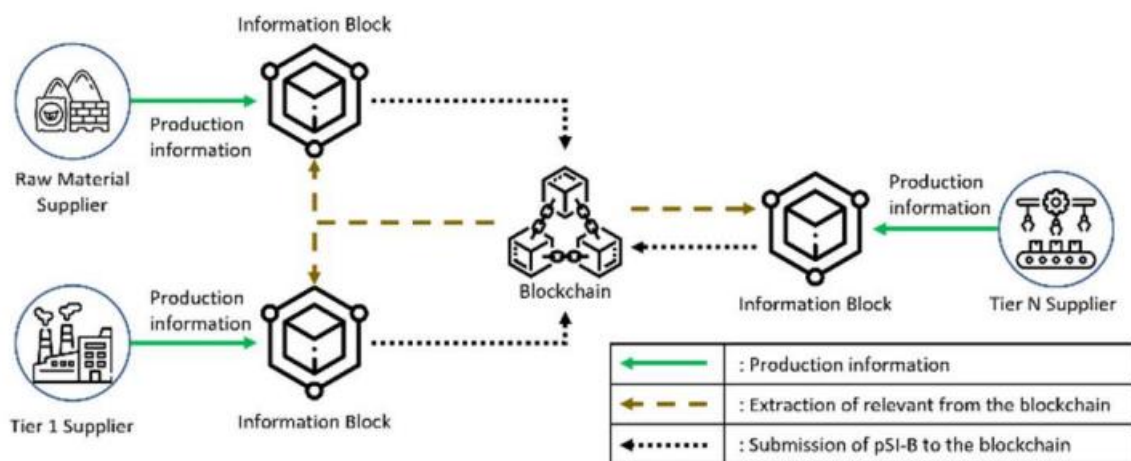 Information Block
Production
information
Raw Material
Supplier
Production
information
Blockchain
Information Block
Tier N Supplier
Production
information
Tier 1 Supplier
Information Block
: Production information
: Extraction of relevant from the blockchain
: Submission of pSI-B to the blockchain